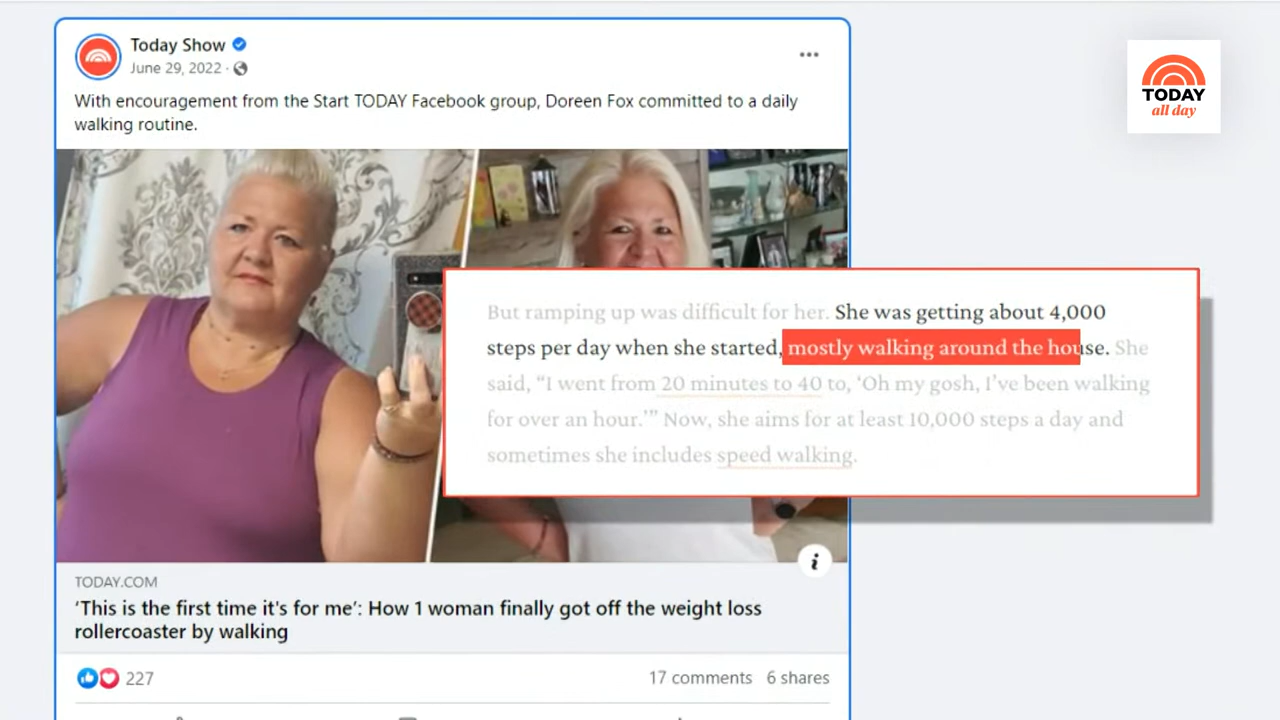 Today Show
June 29, 2022 ·
With encouragement from the Start TODAY Facebook group, Doreen Fox committed to a daily
walking routine.
TODAY
all day
But ramping up was difficult for her. She was getting about 4,000
steps per day when she started, mostly walking around the house. She
said, “I went from 20 minutes to 40 to, ‘Oh my gosh, I’ve been walking
for over an hour.’” Now, she aims for at least 10,000 steps a day and
sometimes she includes speed walking.
i
TODAY.COM
‘This is the first time it's for me’: How 1 woman finally got off the weight loss
rollercoaster by walking
227
17 comments 6 shares